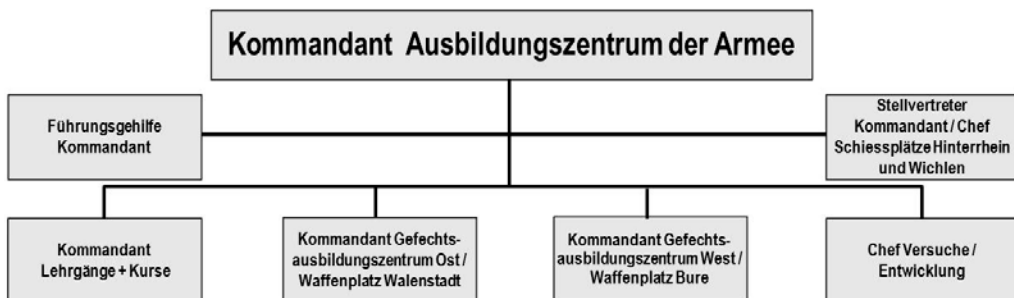 Kommandant Ausbildungszentrum der Armee
Führungsgehilfe
Kommandant
Stellvertreter
Kommandant / Chef
Schiessplätze Hinterrhein
und Wichlen
Kommandant
Lehrgänge + Kurse
Kommandant Gefechts-
ausbildungszentrum Ost /
Waffenplatz Walenstadt
Kommandant Gefechts-
ausbildungszentrum West /
Waffenplatz Bure
Chef Versuche /
Entwicklung